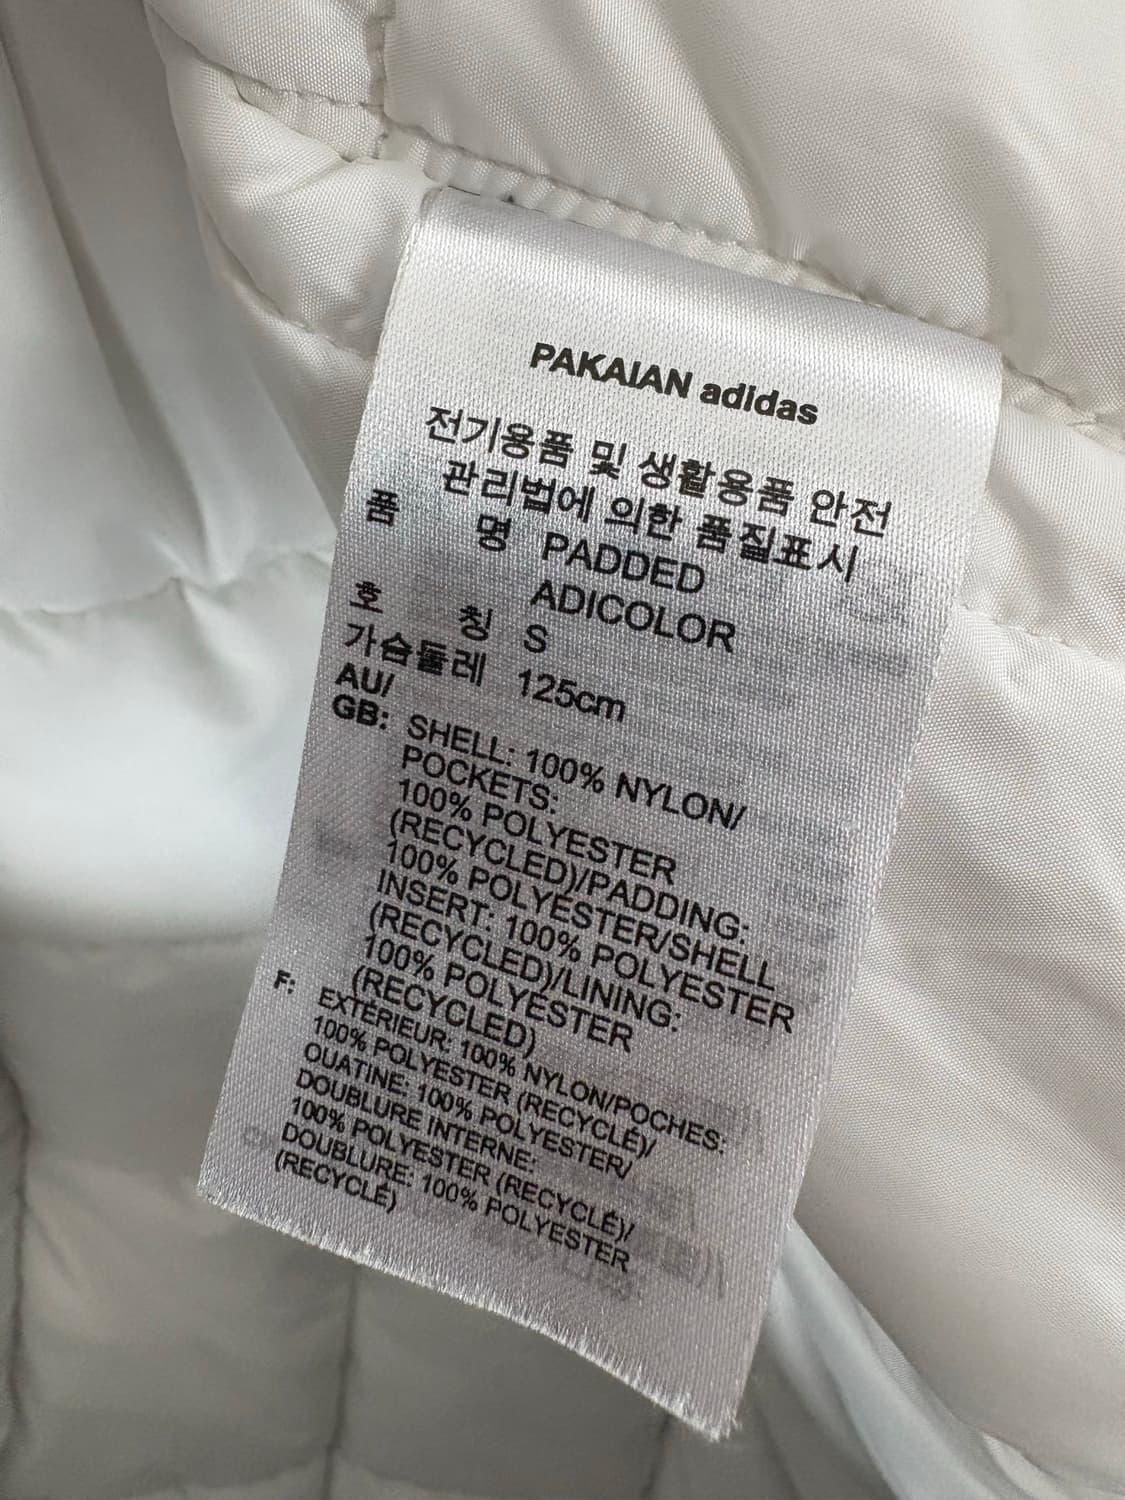 PAKAIAN adidas
전기용품 및 생활용품 안전
관리법에 의한 품질표시
품 명 PADDED
ADICOLOR
호 칭 S
가슴둘레 125cm
AU/
GB: SHELL: 100% NYLON/
POCKETS:
100% POLYESTER
(RECYCLED)/PADDING:
100% POLYESTER/SHELL
INSERT: 100% POLYESTER
(RECYCLED)/LINING:
100% POLYESTER
(RECYCLED)
F: EXTÉRIEUR: 100% NYLON/POCHES:
100% POLYESTER (RECYCLÉ)/
OUATINE: 100% POLYESTER/
DOUBLURE INTERNE:
100% POLYESTER (RECYCLÉ)/
DOUBLURE: 100% POLYESTER
(RECYCLÉ)